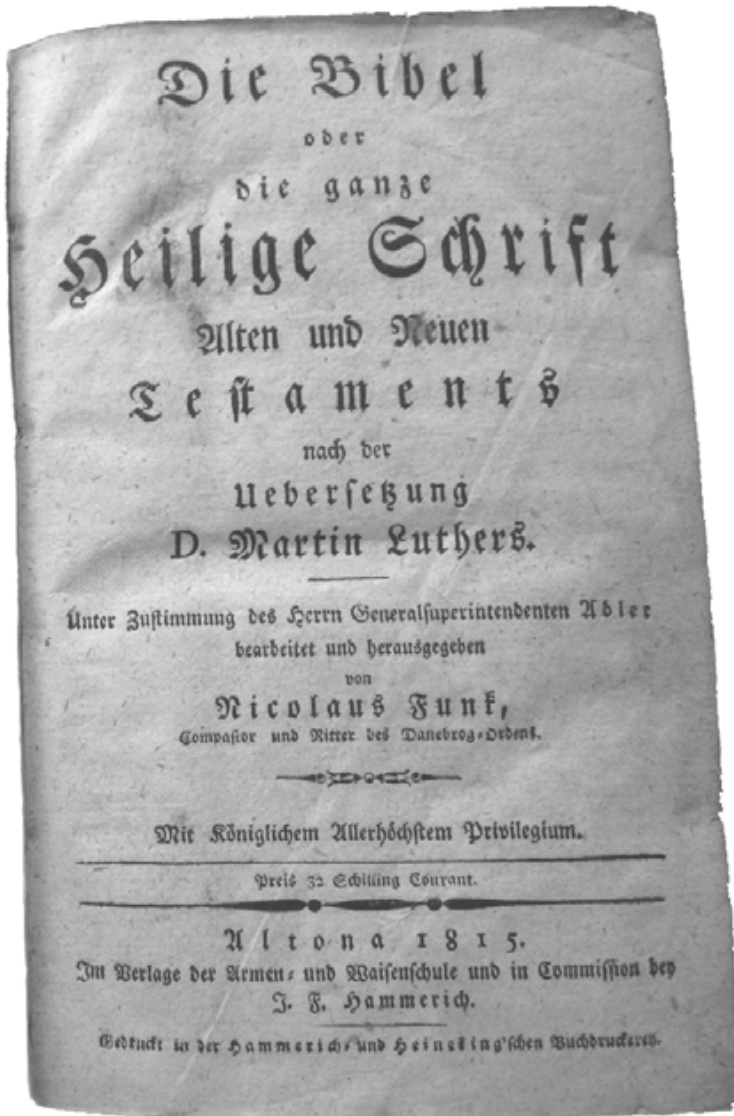 Die Bibel
oder
die ganze
Heilige Schrift
Alten und Neuen
Testaments
nach der
Uebersetzung
D. Martin Luthers.
Unter Zustimmung des Herrn Generalsuperintendenten Adler
bearbeitet und herausgegeben
von
Nicolaus Funk,
Compastor und Ritter des Danebrog-Ordens.
Mit Königlichem Allerhöchstem Privilegium.
Preis 32 Schilling Courant.
Altona 1815.
Im Verlage der Armen- und Waisenschule und in Commission bey
J. F. Hammerich.
Gedruckt in der Hammerich- und Heineking'schen Buchdruckerey.